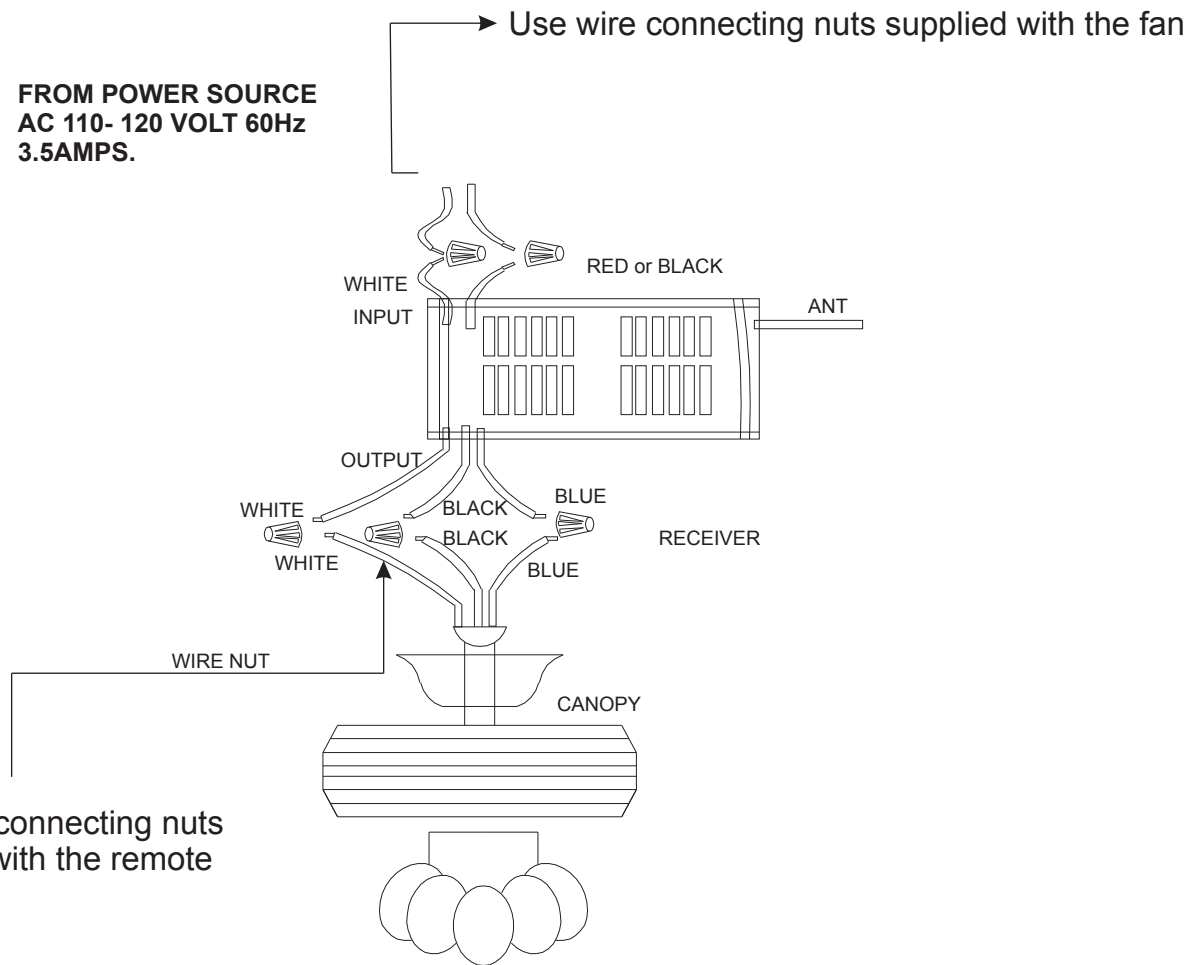 Use wire connecting nuts supplied with the fan
FROM POWER SOURCE
AC 110- 120 VOLT 60Hz
3.5AMPS.
RED or BLACK
WHITE
INPUT
ANT
OUTPUT
WHITE
BLACK
BLUE
BLACK
RECEIVER
WHITE
BLUE
WIRE NUT
CANOPY
connecting nuts
with the remote